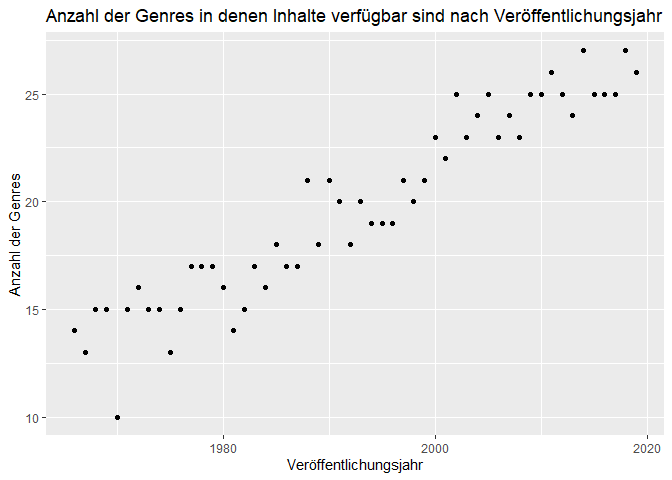 Anzahl der Genres in denen Inhalte verfügbar sind nach Veröffentlichungsjahr
Anzahl der Genres
25
20
15
10
1980
2000
2020
Veröffentlichungsjahr